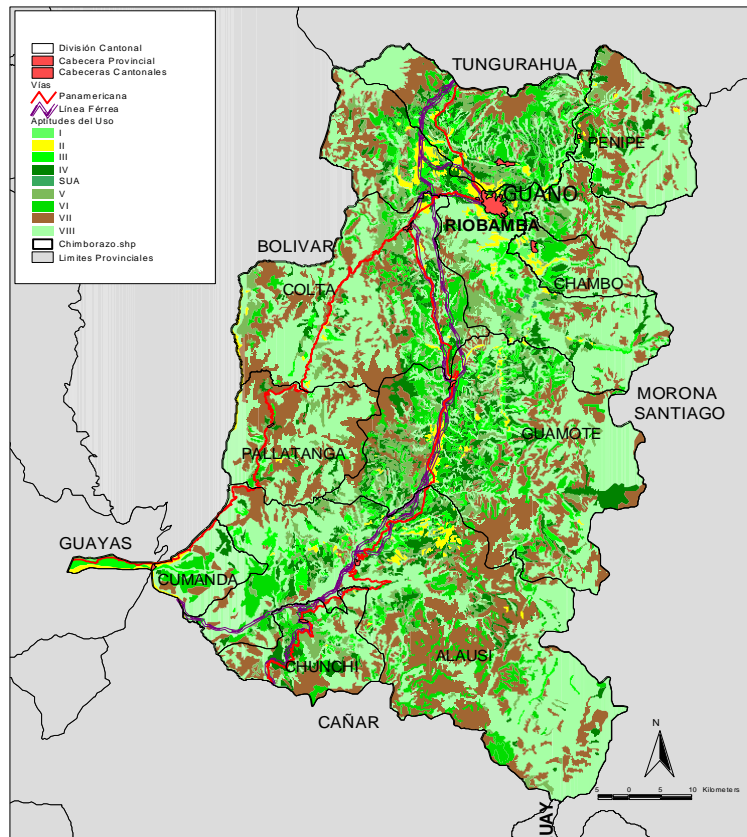 División Cantonal
Cabecera Provincial
Cabeceras Cantonales
Vías
Panamericana
Línea Férrea
Aptitudes del Uso
I
II
III
IV
SUA
V
VI
VII
VIII
Chimborazo.shp
Limites Provinciales
TUNGURAHUA
PENIPE
GUANO
RIOBAMBA
BOLIVAR
COLTA
CHAMBO
MORONA
SANTIAGO
GUAMOTE
PALLATANGA
GUAYAS
CUMANDA
ALAUSI
CHUNCHI
CAÑAR
N
5 0 5 10 Kilometers
UAY